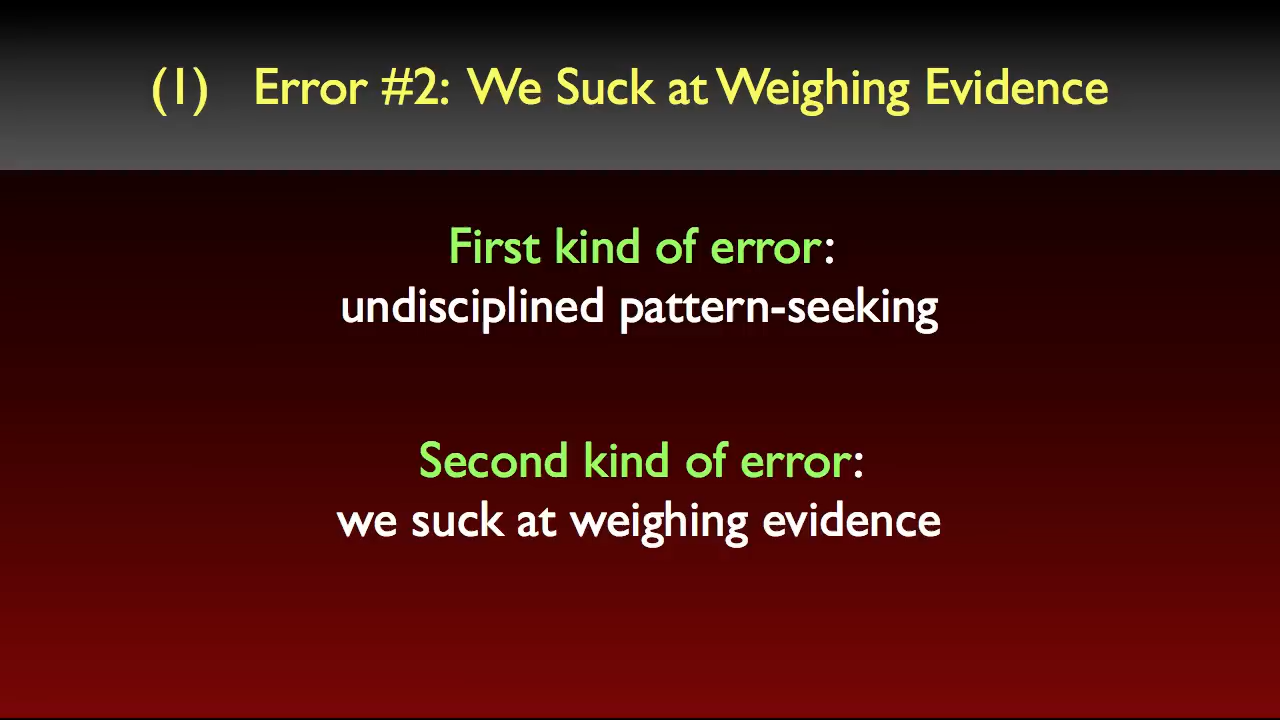 (1) Error #2: We Suck at Weighing Evidence
First kind of error:
undisciplined pattern-seeking
Second kind of error:
we suck at weighing evidence